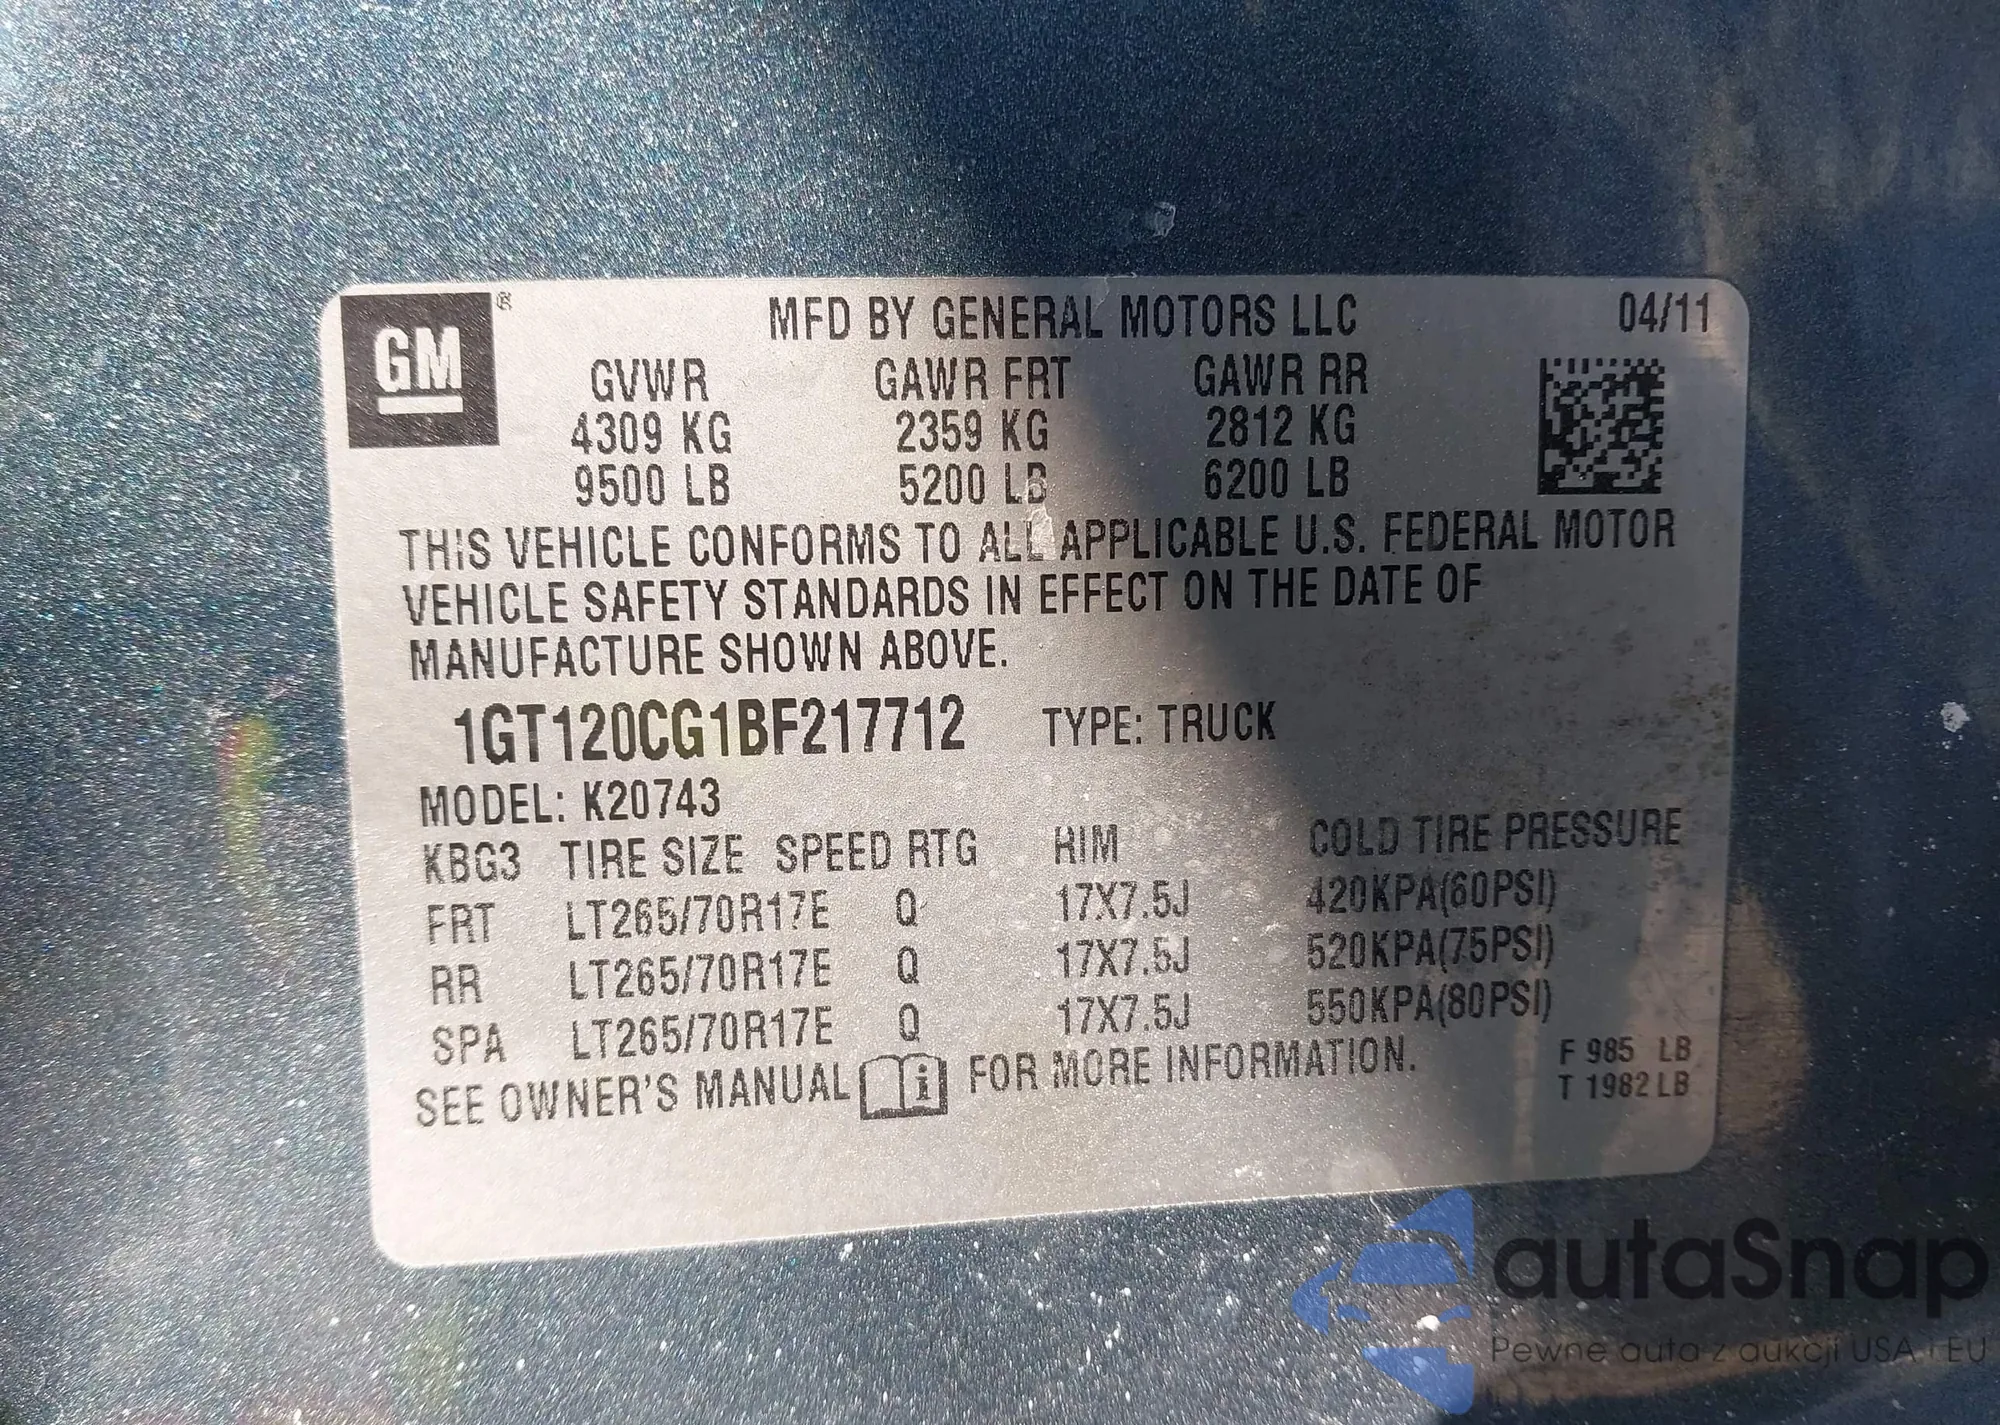 GM ®
MFD BY GENERAL MOTORS LLC 04/11
GVWR GAWR FRT GAWR RR
4309 KG 2359 KG 2812 KG
9500 LB 5200 LB 6200 LB
THIS VEHICLE CONFORMS TO ALL APPLICABLE U.S. FEDERAL MOTOR
VEHICLE SAFETY STANDARDS IN EFFECT ON THE DATE OF
MANUFACTURE SHOWN ABOVE.
1GT120CG1BF217712 TYPE: TRUCK
MODEL: K20743
KBG3 TIRE SIZE SPEED RTG RIM COLD TIRE PRESSURE
FRT LT265/70R17E Q 17X7.5J 420KPA(60PSI)
RR LT265/70R17E Q 17X7.5J 520KPA(75PSI)
SPA LT265/70R17E Q 17X7.5J 550KPA(80PSI)
SEE OWNER'S MANUAL i FOR MORE INFORMATION.
F 985 LB
T 1982 LB
autaSnap
Pewne auta z aukcji USA i EU